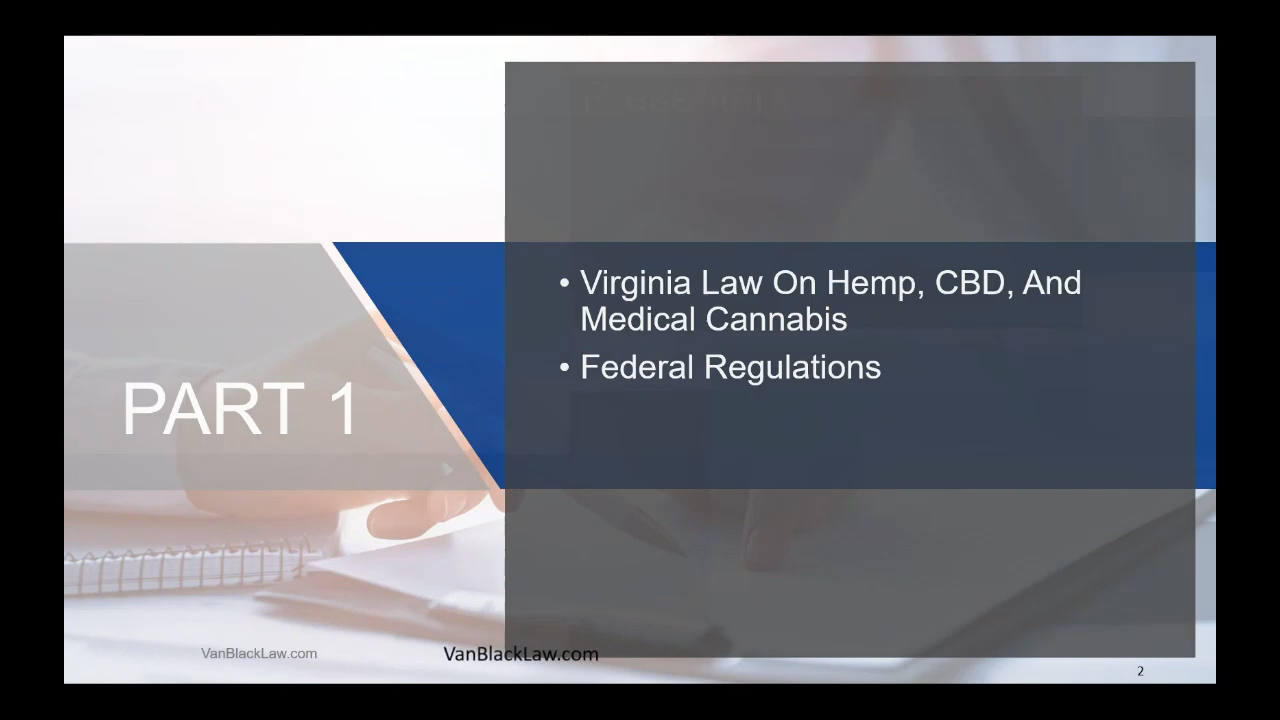 PART 1
• Virginia Law On Hemp, CBD, And
Medical Cannabis
• Federal Regulations
VanBlackLaw.com
VanBlackLaw.com
2